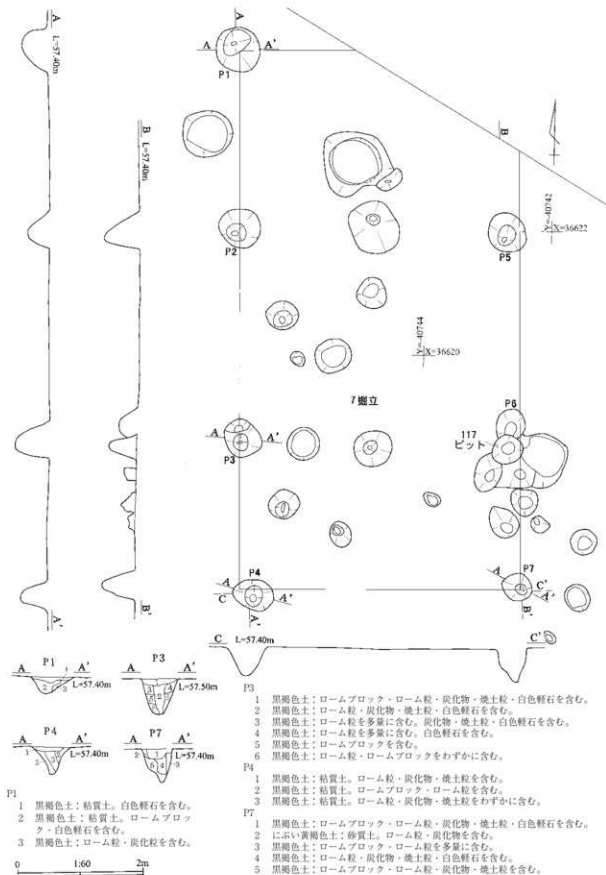 A
A A'
P1
A
L=57.40m
B
L=57.40m
B
Y=-40742
X=36622
P2
P5
Y=-40744
X=36620
7掘立
P6
117
ピット
A A'
P3
P4
A
C A'
A'
P7
A
C'
A'
B'
A'
B'
C L=57.40m C'
P1
A A'
L=57.40m
1
2
3
P3
A A'
L=57.50m
P4
A A'
L=57.40m
P7
A A'
L=57.40m
P1
1 黒褐色土：粘質土。白色軽石を含む。
2 黒褐色土：粘質土。ロームブロッ
ク・白色軽石を含む。
3 黒褐色土：ローム粒・炭化粒を含む。
0 1:60 2m
P3
1 黒褐色土：ロームブロック・ローム粒・炭化物・焼土粒・白色軽石を含む。
2 黒褐色土：ローム粒・炭化物・焼土粒、白色軽石を含む。
3 黒褐色土：ローム粒を多量に含む。炭化物・焼土粒・白色軽石を含む。
4 黒褐色土：ローム粒を多量に含む。白色軽石を含む。
5 黒褐色土：ロームブロックを含む。
6 黒褐色土：ローム粒・ロームブロックをわずかに含む。
P4
1 黒褐色土：粘質土。ローム粒・炭化物・焼土粒を含む。
2 黒褐色土：粘質土。ロームブロック・ローム粒を含む。
3 黒褐色土：粘質土。ローム粒・炭化物・焼土粒をわずかに含む。
P7
1 黒褐色土：ロームブロック・ローム粒・炭化物・焼土粒・白色軽石を含む。
2 にぶい黄褐色土：砂質土。ローム粒・炭化物を含む。
3 黒褐色土：ロームブロック・ローム粒を多量に含む。
4 黒褐色土：ローム粒・炭化物・焼土粒・白色軽石を含む。
5 黒褐色土：ロームブロック・ローム粒・炭化物・焼土粒を含む。